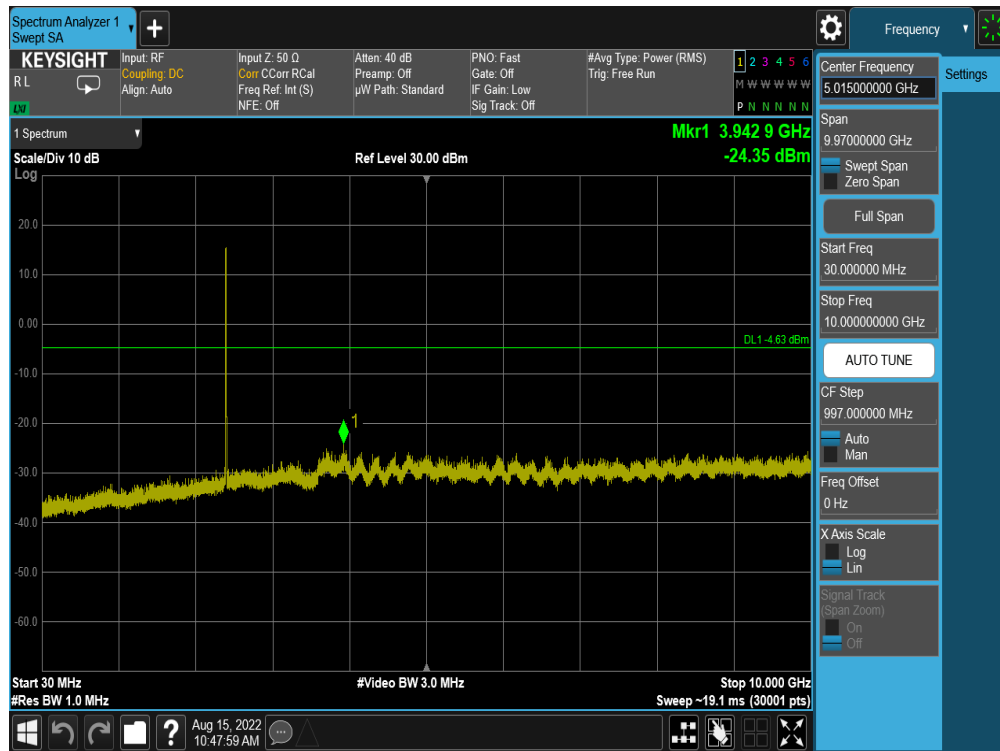 Spectrum Analyzer 1
Swept SA
+
Frequency
KEYSIGHT
R L
LXI
Input: RF
Coupling: DC
Align: Auto
Input Z: 50 Ω
Corr CCorr RCal
Freq Ref: Int (S)
NFE: Off
Atten: 40 dB
Preamp: Off
µW Path: Standard
PNO: Fast
Gate: Off
IF Gain: Low
Sig Track: Off
#Avg Type: Power (RMS)
Trig: Free Run
1 2 3 4 5 6
M W W W W W
P N N N N N
Center Frequency
5.015000000 GHz
Settings
Span
9.97000000 GHz
Swept Span
Zero Span
Full Span
Start Freq
30.000000 MHz
Stop Freq
10.000000000 GHz
AUTO TUNE
CF Step
997.000000 MHz
Auto
Man
Freq Offset
0 Hz
X Axis Scale
Log
Lin
Signal Track
(Span Zoom)
On
Off
1 Spectrum
Mkr1 3.942 9 GHz
Scale/Div 10 dB
Ref Level 30.00 dBm
-24.35 dBm
Log
20.0
10.0
0.00
DL1 -4.63 dBm
-10.0
-20.0
1
-30.0
-40.0
-50.0
-60.0
Start 30 MHz
#Video BW 3.0 MHz
Stop 10.000 GHz
#Res BW 1.0 MHz
Sweep ~19.1 ms (30001 pts)
?
Aug 15, 2022
10:47:59 AM